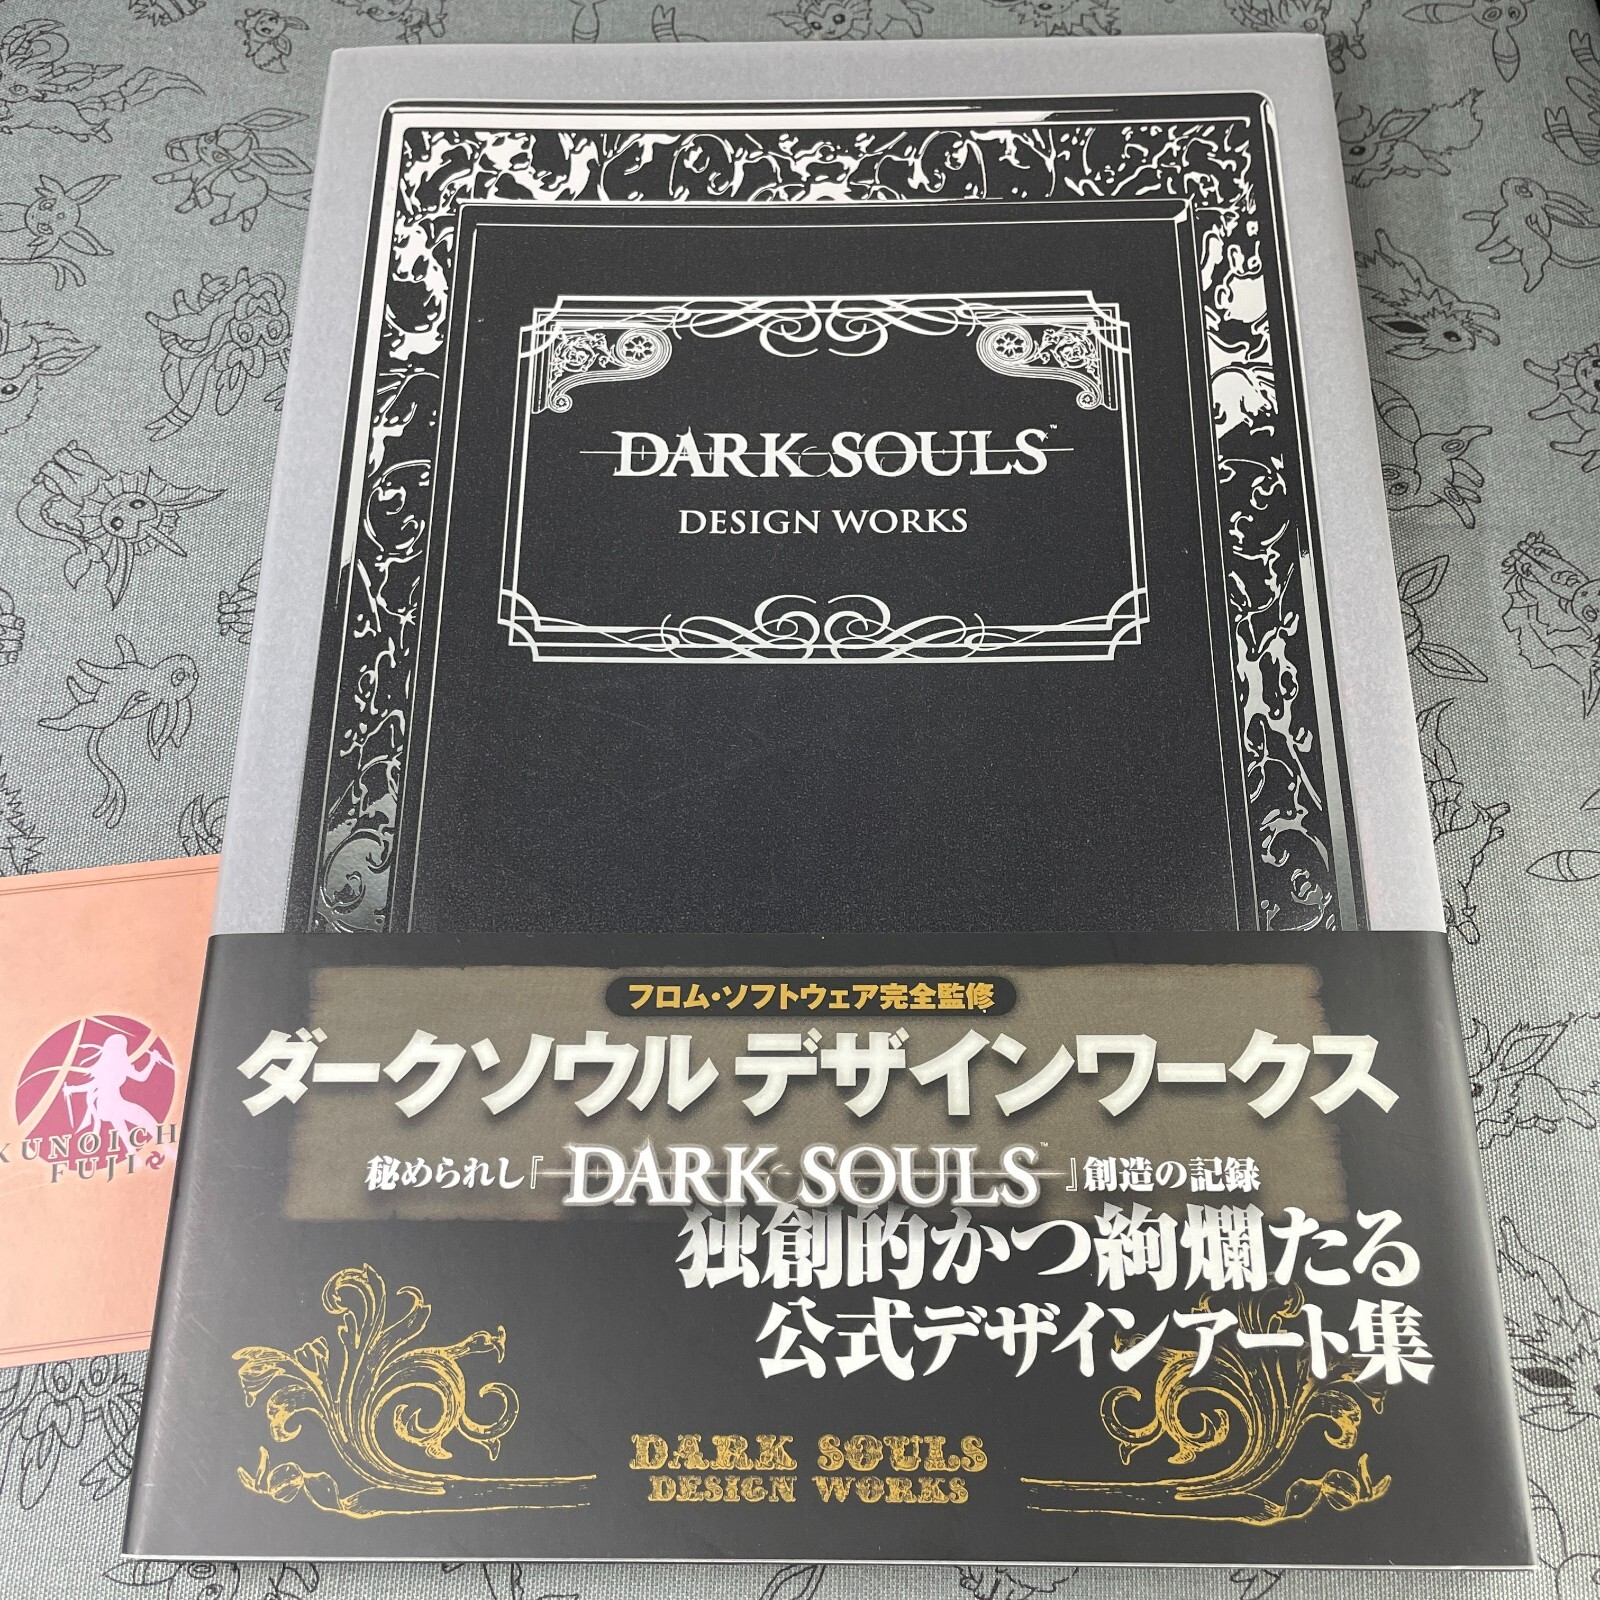 DARK SOULS™
DESIGN WORKS
フロム・ソフトウェア完全監修
ダークソウル デザインワークス
秘められし『DARK SOULS™』創造の記録
独創的かつ絢爛たる
公式デザインアート集
DARK SOULS
DESIGN WORKS
KUNOICHI
FUJI